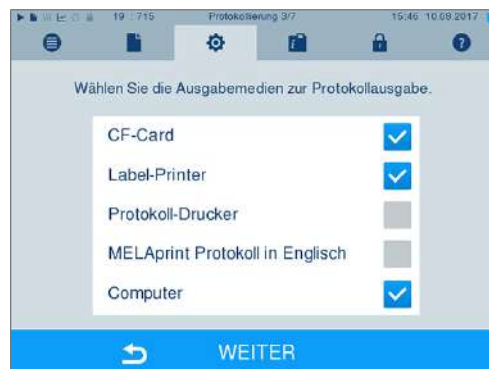 19 : 715 Protokollierung 3/7 15:46 10.09.2017
Wählen Sie die Ausgabemedien zur Protokollausgabe.
CF-Card
Label-Printer
Protokoll-Drucker
MELAprint Protokoll in Englisch
Computer
WEITER